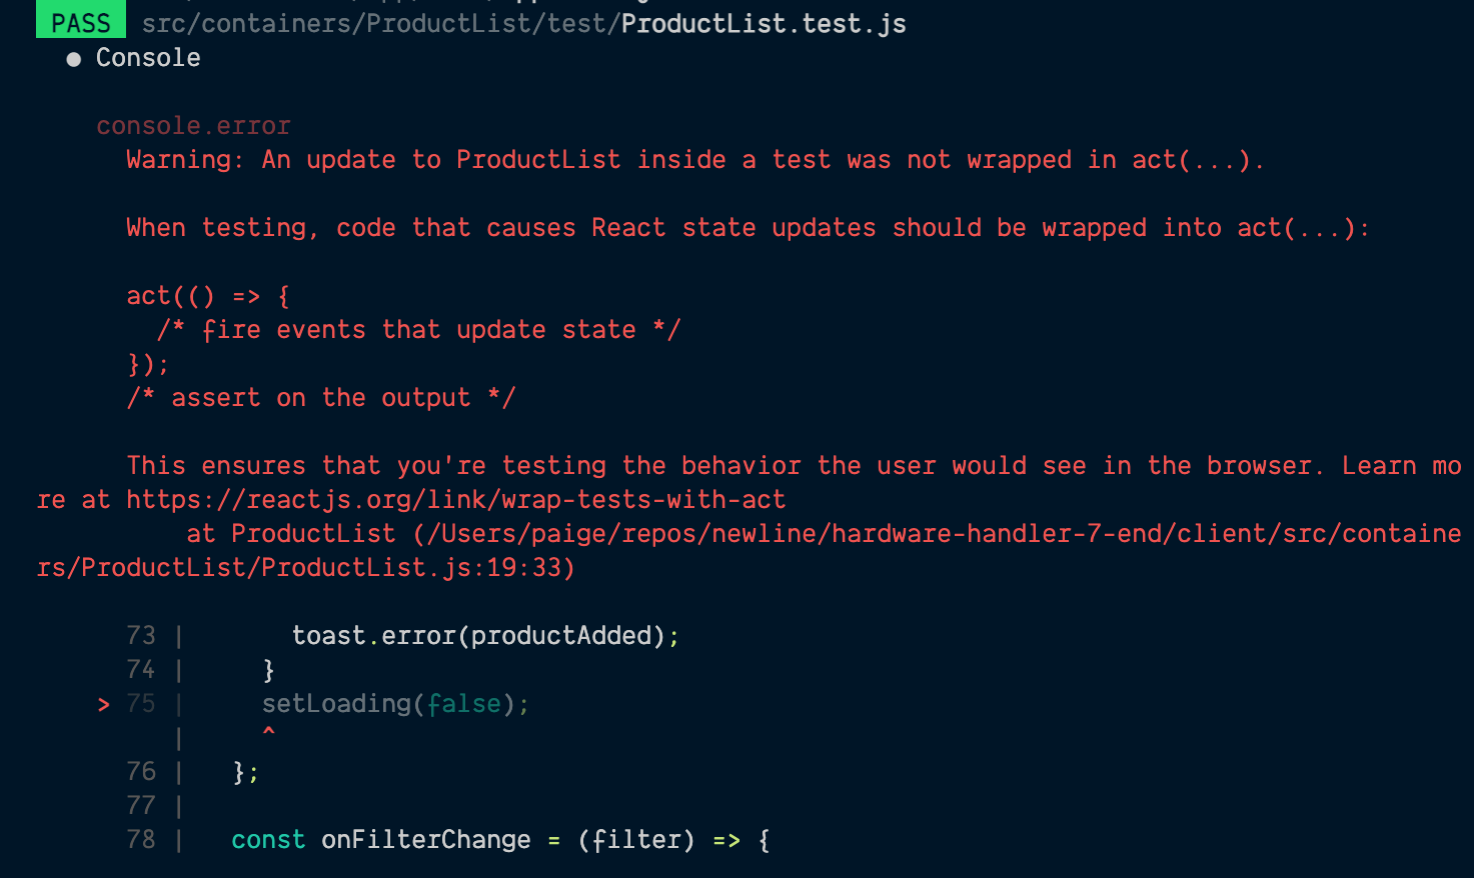 PASS src/containers/ProductList/test/ProductList.test.js
● Console
console.error
Warning: An update to ProductList inside a test was not wrapped in act(...).
When testing, code that causes React state updates should be wrapped into act(...):
act(() => {
/* fire events that update state */
});
/* assert on the output */
This ensures that you're testing the behavior the user would see in the browser. Learn mo
re at https://reactjs.org/link/wrap-tests-with-act
at ProductList (/Users/paige/repos/newline/hardware-handler-7-end/client/src/containe
rs/ProductList/ProductList.js:19:33)
73 | toast.error(productAdded);
74 | }
> 75 | setLoading(false);
| ^
76 | };
77 |
78 | const onFilterChange = (filter) => {